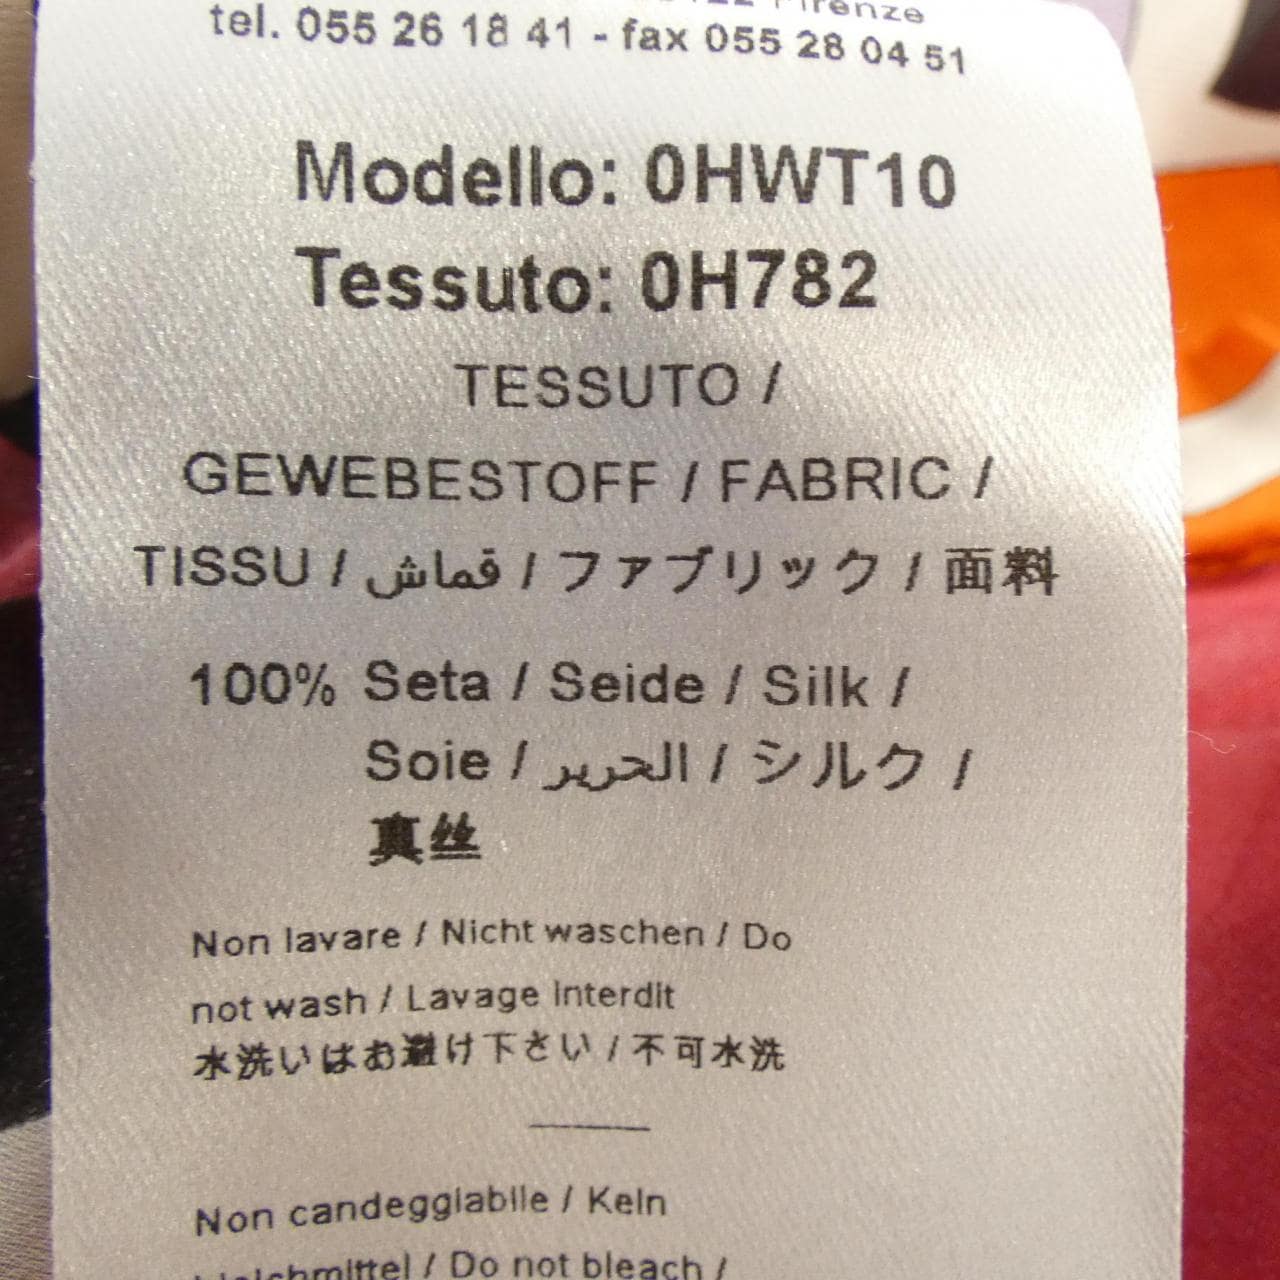 Firenze
tel. 055 26 18 41 - fax 055 28 04 51
Modello: 0HWT10
Tessuto: 0H782
TESSUTO /
GEWEBESTOFF / FABRIC /
TISSU / قماش / ファブリック / 面料
100% Seta / Seide / Silk /
Soie / الحرير / シルク /
真丝
Non lavare / Nicht waschen / Do
not wash / Lavage interdit
水洗いはお避け下さい / 不可水洗
Non candeggiabile / Kein
/ Do not bleach /